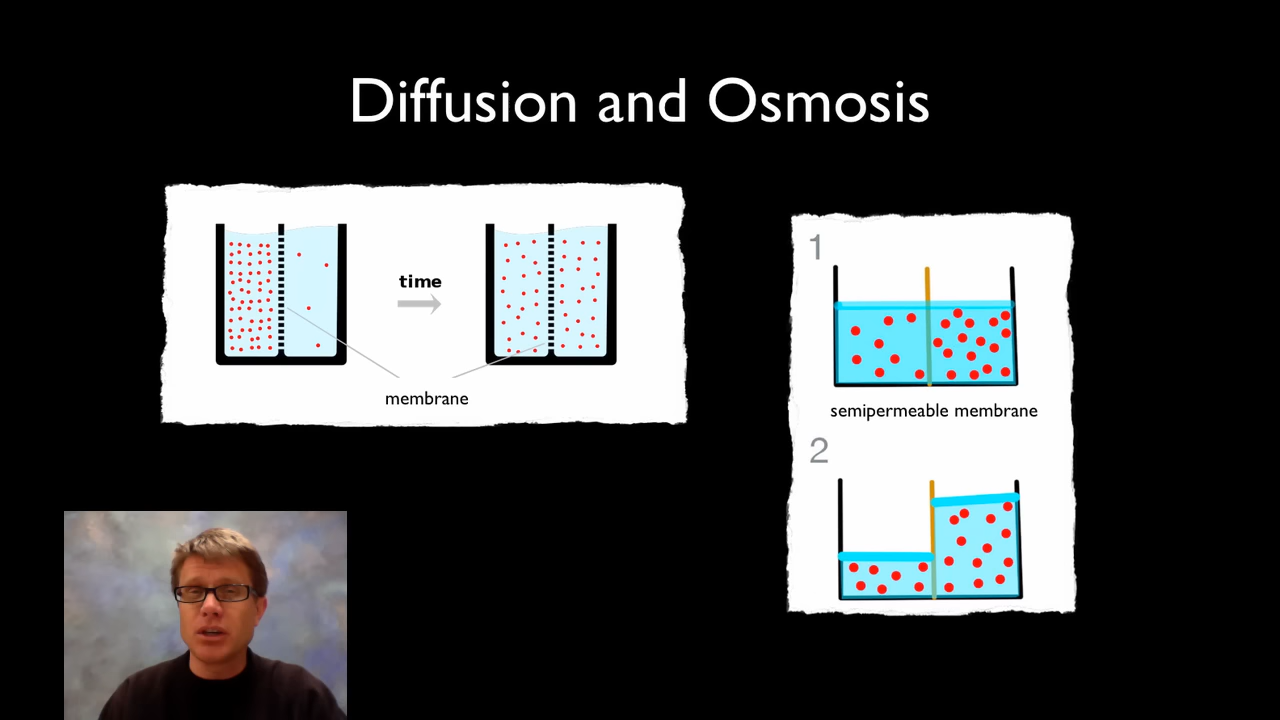 Diffusion and Osmosis
time
membrane
1
semipermeable membrane
2